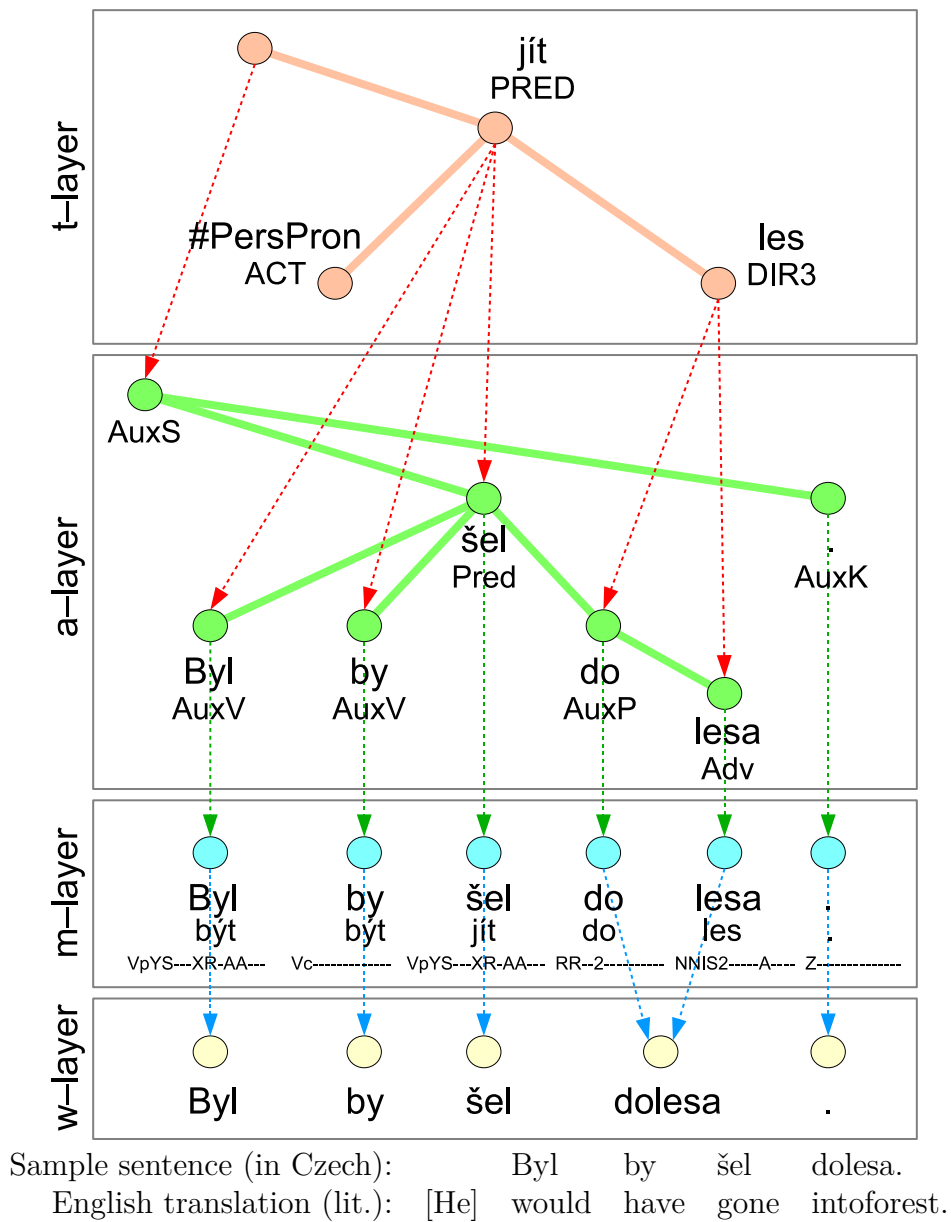 t–layer
jít
PRED
#PersPron
ACT
les
DIR3
a–layer
AuxS
šel
Pred
.
AuxK
Byl
AuxV
by
AuxV
do
AuxP
lesa
Adv
m–layer
Byl by šel do lesa .
být být jít do les .
VpYS---XR-AA--- Vc------------- VpYS---XR-AA--- RR--2---------- NNIS2-----A---- Z--------------
w–layer
Byl by šel dolesa .
Sample sentence (in Czech): Byl by šel dolesa.
English translation (lit.): [He] would have gone intoforest.